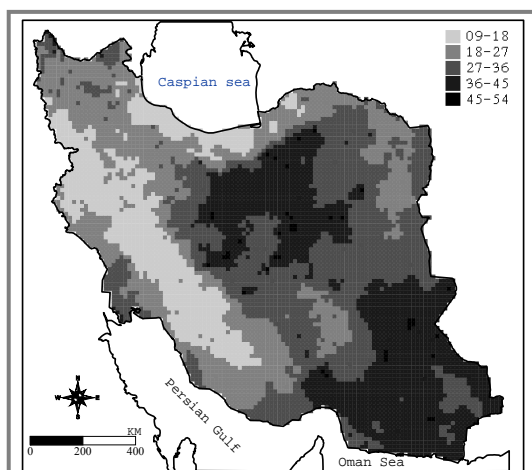 Caspian sea
09-18
18-27
27-36
36-45
45-54
Persian Gulf
N
W E
S
KM
0 200 400
Oman Sea